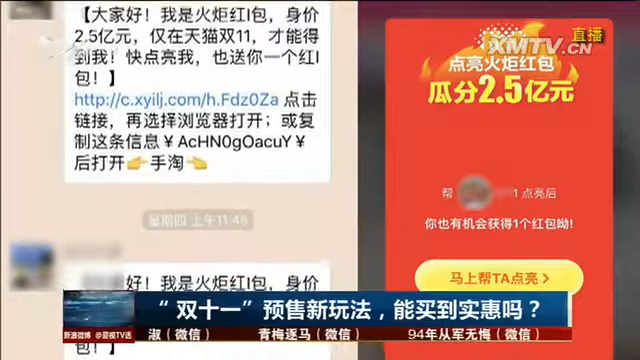 【大家好！我是火炬红I包，身价
2.5亿元，仅在天猫双11，才能得
到我！快点亮我，也送你一个红I
包！】
http://c.xyilj.com/h.Fdz0Za 点击
链接，再选择浏览器打开；或复
制这条信息￥AcHN0gOacuY￥
后打开👉手淘👈
星期四 上午11:46
好！我是火炬红I包，身价
包！】
直播
XMTV.CN
点亮火炬红包
瓜分2.5亿元
帮 1 点亮后
你也有机会获得1个红包呦!
马上帮TA点亮 >
“双十一”预售新玩法，能买到实惠吗？
新浪微博 @厦视TV透
淑（微信） 青梅逐马（微信） 94年从军无悔（微信）